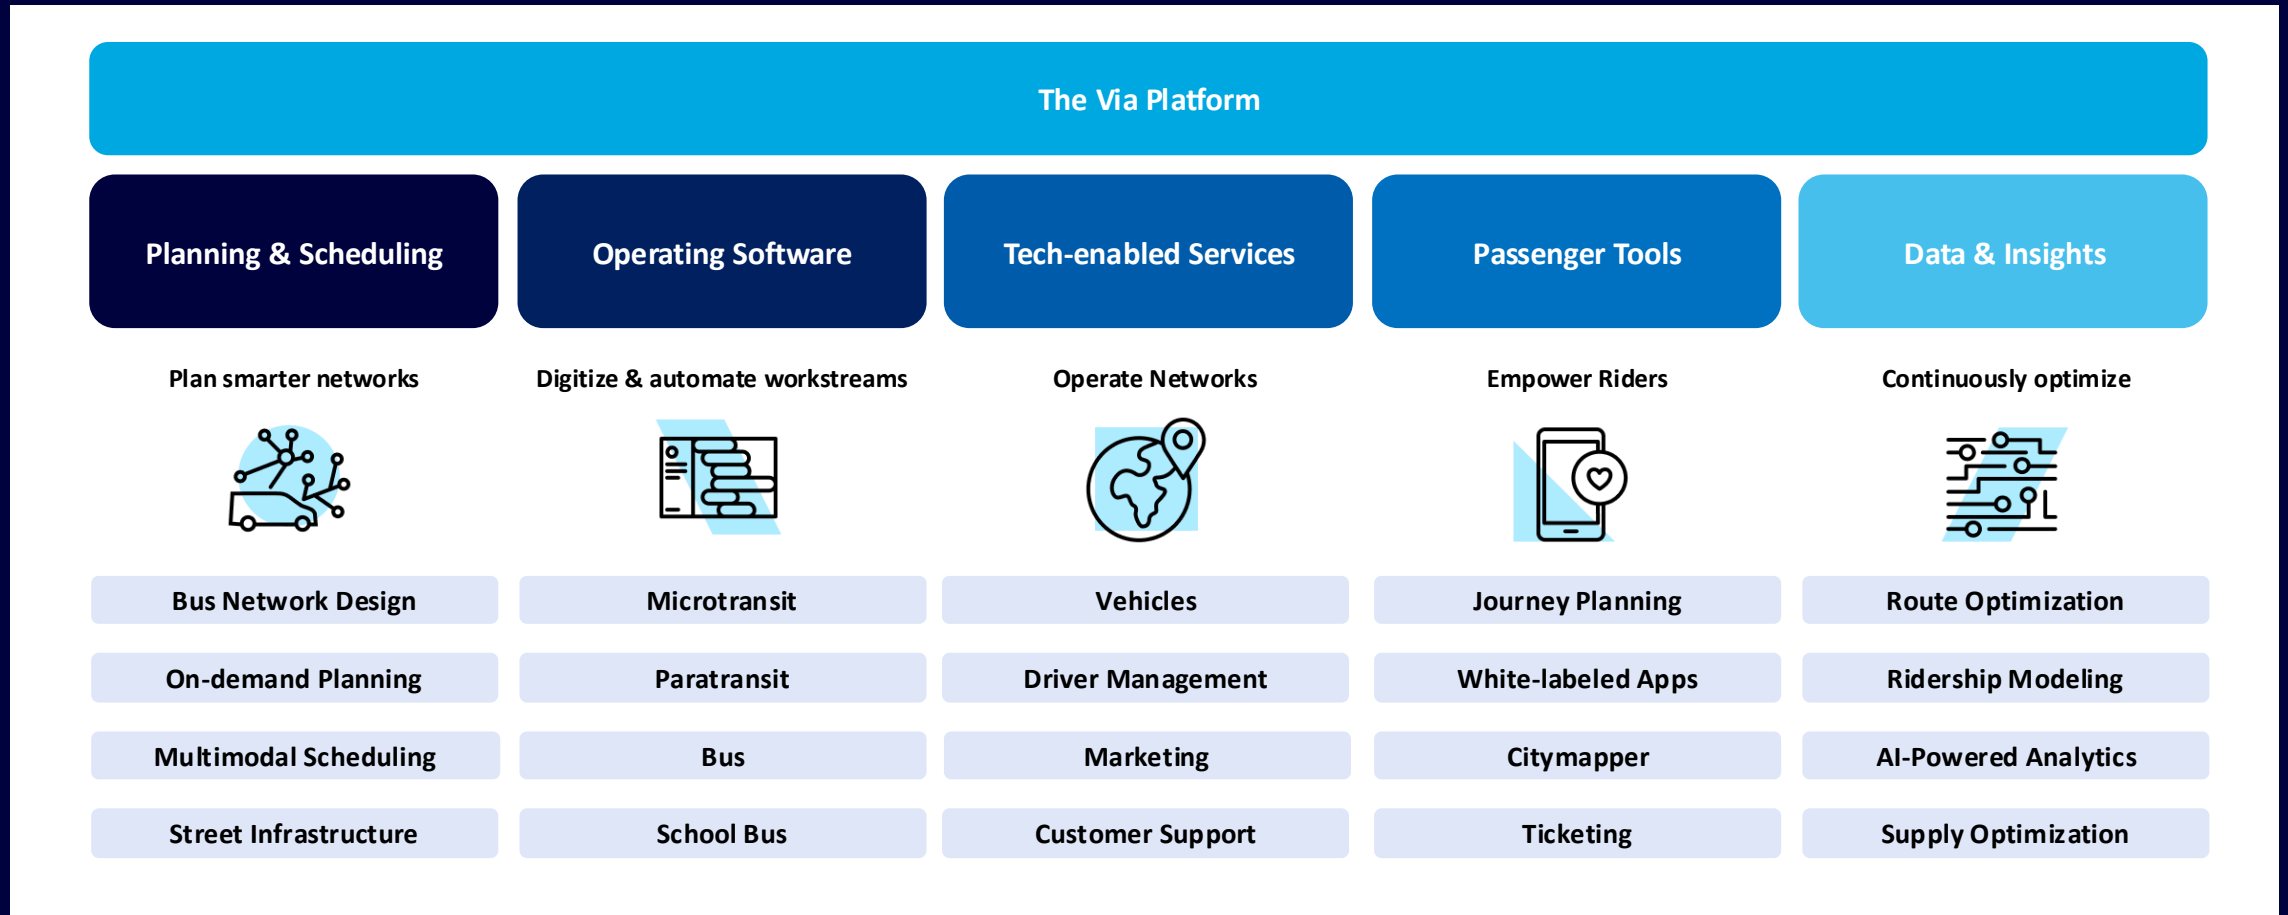 The Via Platform
Planning & Scheduling
Operating Software
Tech-enabled Services
Passenger Tools
Data & Insights
Plan smarter networks
Digitize & automate workstreams
Operate Networks
Empower Riders
Continuously optimize
Bus Network Design
Microtransit
Vehicles
Journey Planning
Route Optimization
On-demand Planning
Paratransit
Driver Management
White-labeled Apps
Ridership Modeling
Multimodal Scheduling
Bus
Marketing
Citymapper
AI-Powered Analytics
Street Infrastructure
School Bus
Customer Support
Ticketing
Supply Optimization